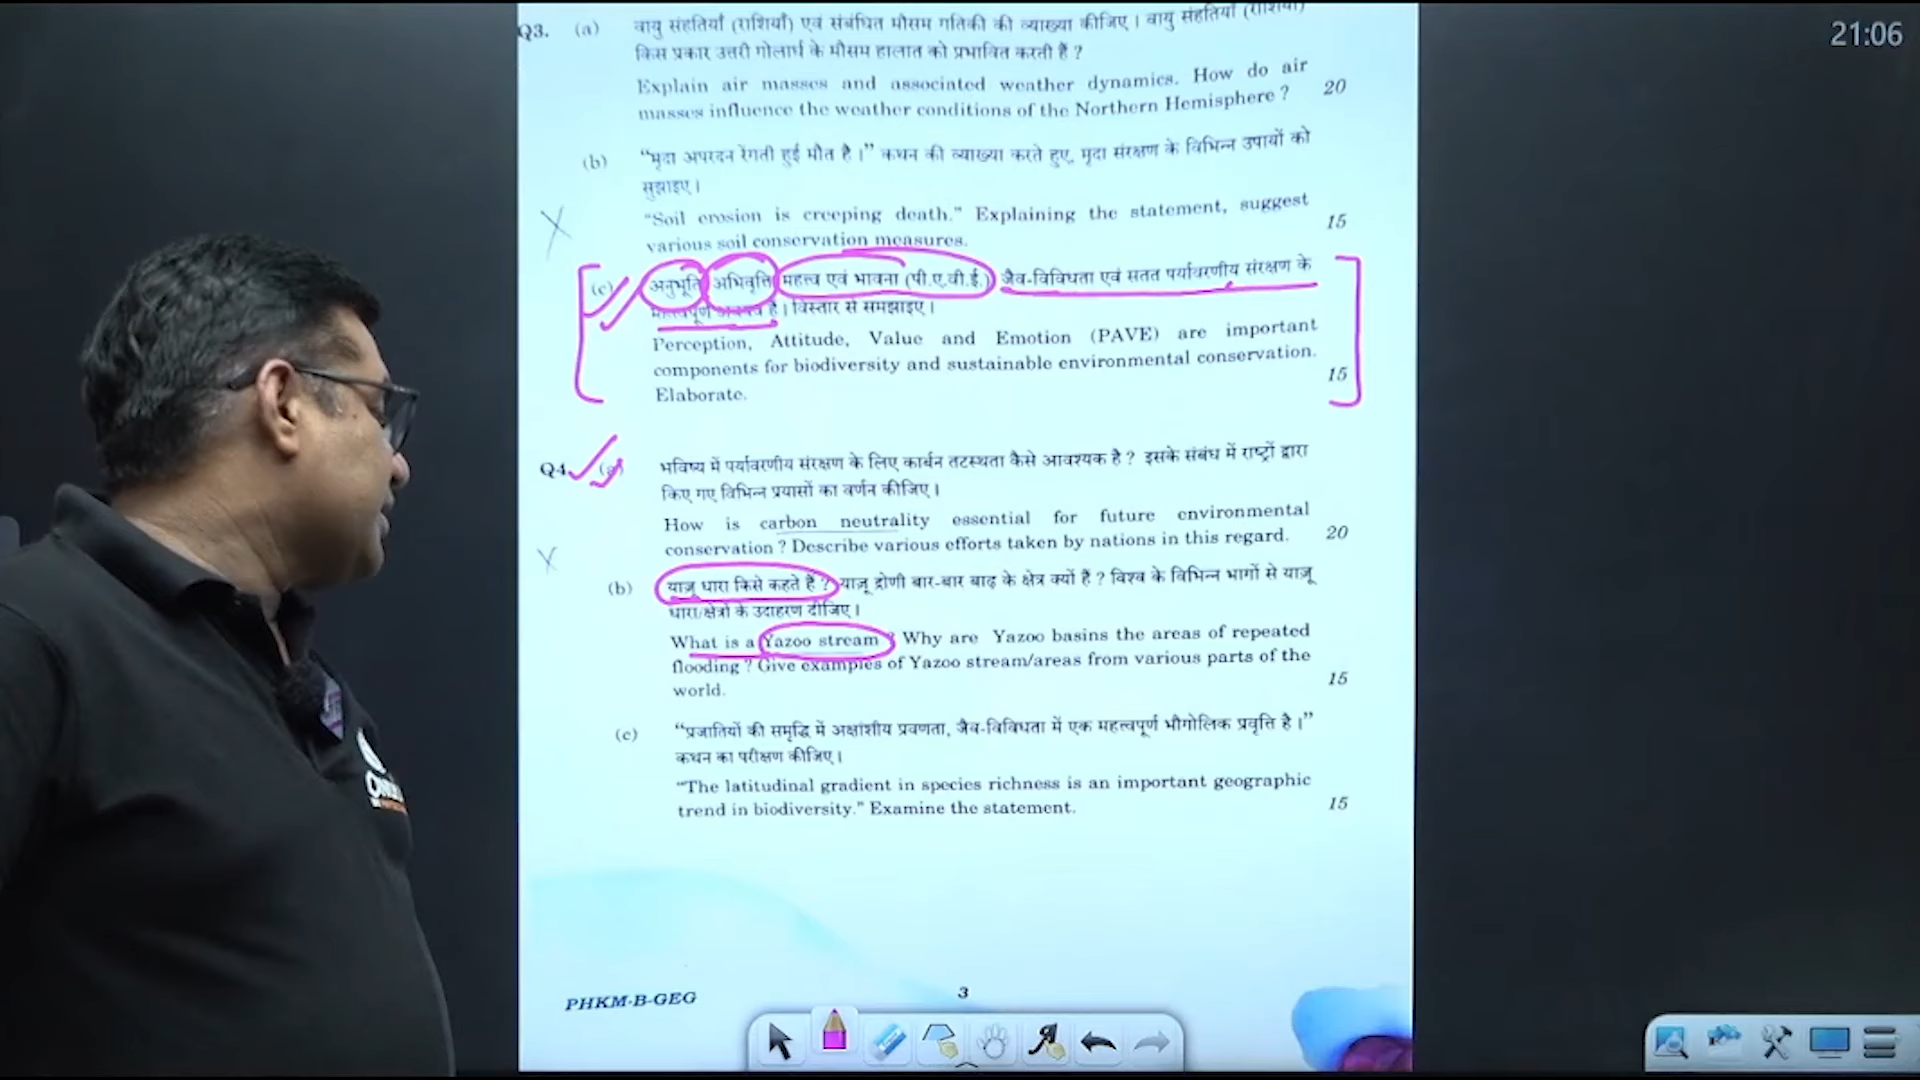 21:06
Q3. (a) वायु संहतियाँ (राशियाँ) एवं संबंधित मौसम गतिकी की व्याख्या कीजिए । वायु संहतियाँ (राशियाँ)
किस प्रकार उत्तरी गोलार्ध के मौसम हालात को प्रभावित करती हैं ?
Explain air masses and associated weather dynamics. How do air
masses influence the weather conditions of the Northern Hemisphere ? 20
(b) “मृदा अपरदन रेंगती हुई मौत है ।” कथन की व्याख्या करते हुए, मृदा संरक्षण के विभिन्न उपायों को
सुझाइए ।
“Soil erosion is creeping death.” Explaining the statement, suggest
various soil conservation measures. 15
(c) अनुभूति अभिवृत्ति महत्त्व एवं भावना (पी.ए.वी.ई.) जैव-विविधता एवं सतत पर्यावरणीय संरक्षण के
है । विस्तार से समझाइए ।
Perception, Attitude, Value and Emotion (PAVE) are important
components for biodiversity and sustainable environmental conservation.
Elaborate. 15
Q4. (a) भविष्य में पर्यावरणीय संरक्षण के लिए कार्बन तटस्थता कैसे आवश्यक है ? इसके संबंध में राष्ट्रों द्वारा
किए गए विभिन्न प्रयासों का वर्णन कीजिए ।
How is carbon neutrality essential for future environmental
conservation ? Describe various efforts taken by nations in this regard. 20
(b) याज़ू धारा किसे कहते हैं ? याज़ू द्रोणी बार-बार बाढ़ के क्षेत्र क्यों हैं ? विश्व के विभिन्न भागों से याज़ू
धारा/क्षेत्रों के उदाहरण दीजिए ।
What is a Yazoo stream ? Why are Yazoo basins the areas of repeated
flooding ? Give examples of Yazoo stream/areas from various parts of the
world. 15
(c) “प्रजातियों की समृद्धि में अक्षांशीय प्रवणता, जैव-विविधता में एक महत्त्वपूर्ण भौगोलिक प्रवृत्ति है ।”
कथन का परीक्षण कीजिए ।
“The latitudinal gradient in species richness is an important geographic
trend in biodiversity.” Examine the statement. 15
PHKM-B-GEG 3